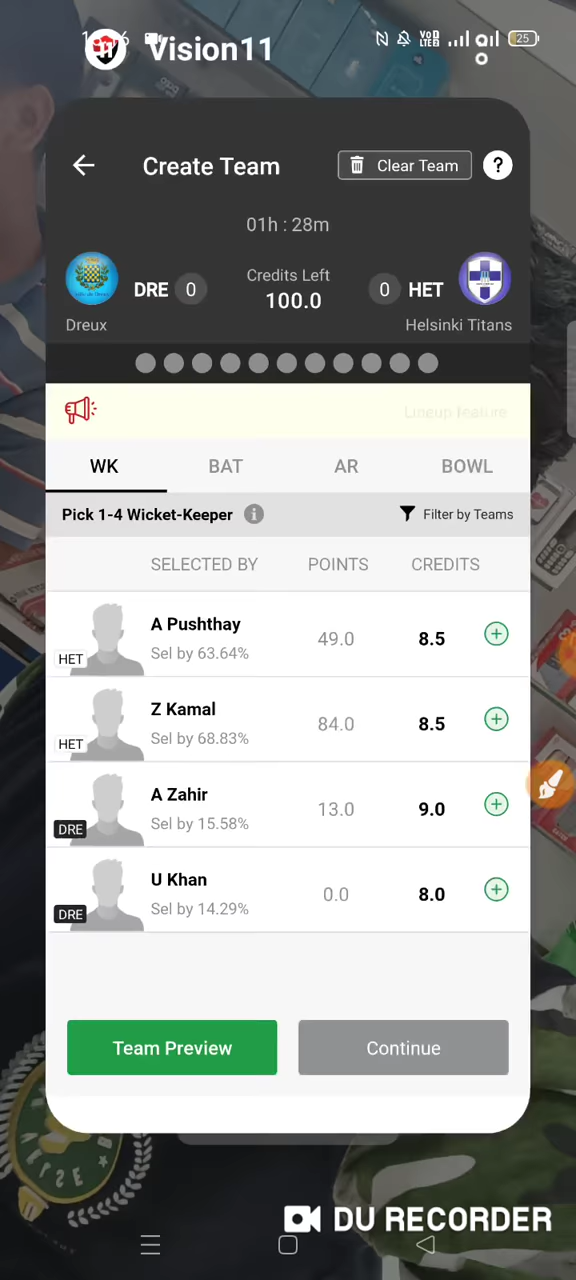 Vision11
25
Create Team
Clear Team
?
01h : 28m
DRE 0
Credits Left
100.0
0 HET
Dreux
Helsinki Titans
Lineup feature
WK BAT AR BOWL
Pick 1-4 Wicket-Keeper
Filter by Teams
SELECTED BY POINTS CREDITS
A Pushthay
Sel by 63.64%
HET
49.0
8.5
Z Kamal
Sel by 68.83%
HET
84.0
8.5
A Zahir
Sel by 15.58%
DRE
13.0
9.0
U Khan
Sel by 14.29%
DRE
0.0
8.0
Team Preview
Continue
DU RECORDER